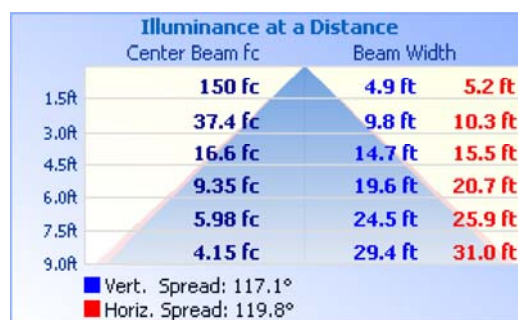 Illuminance at a Distance
Center Beam fc Beam Width
1.5ft 150 fc 4.9 ft 5.2 ft
3.0ft 37.4 fc 9.8 ft 10.3 ft
4.5ft 16.6 fc 14.7 ft 15.5 ft
6.0ft 9.35 fc 19.6 ft 20.7 ft
7.5ft 5.98 fc 24.5 ft 25.9 ft
9.0ft 4.15 fc 29.4 ft 31.0 ft
Vert. Spread: 117.1°
Horiz. Spread: 119.8°